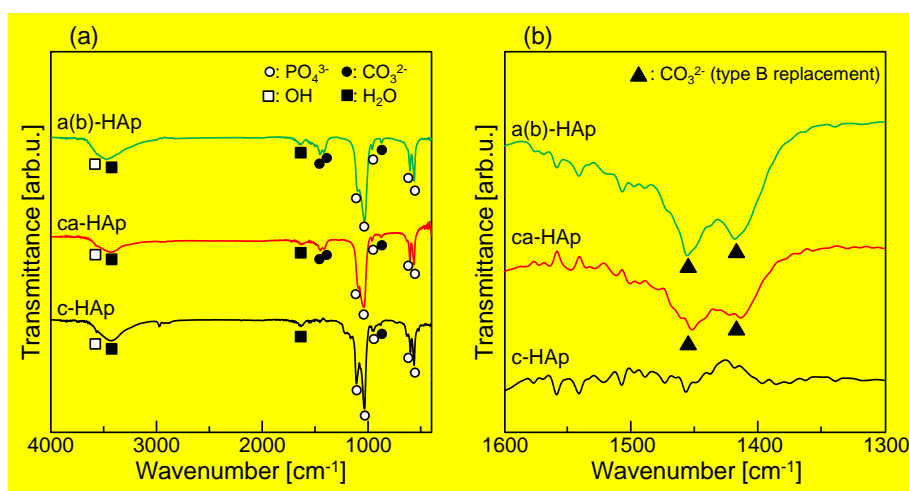 (a)
○: PO₄³⁻ ●: CO₃²⁻
□: OH ■: H₂O
a(b)-HAp
ca-HAp
c-HAp
Transmittance [arb.u.]
4000 3000 2000 1000
Wavenumber [cm⁻¹]
(b)
▲: CO₃²⁻ (type B replacement)
a(b)-HAp
ca-HAp
c-HAp
Transmittance [arb.u.]
1600 1500 1400 1300
Wavenumber [cm⁻¹]